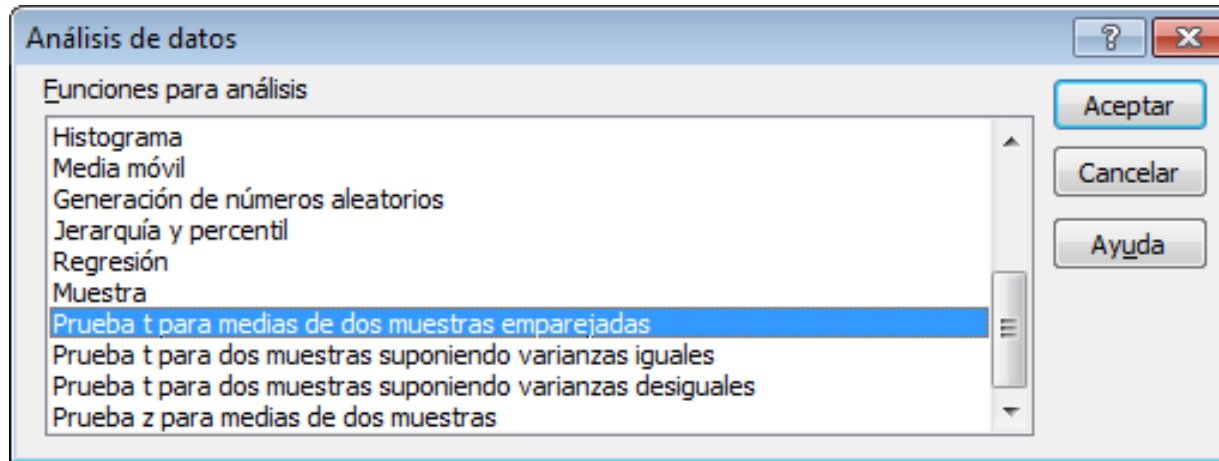 Análisis de datos
Funciones para análisis
Histograma
Media móvil
Generación de números aleatorios
Jerarquía y percentil
Regresión
Muestra
Prueba t para medias de dos muestras emparejadas
Prueba t para dos muestras suponiendo varianzas iguales
Prueba t para dos muestras suponiendo varianzas desiguales
Prueba z para medias de dos muestras
Aceptar
Cancelar
Ayuda